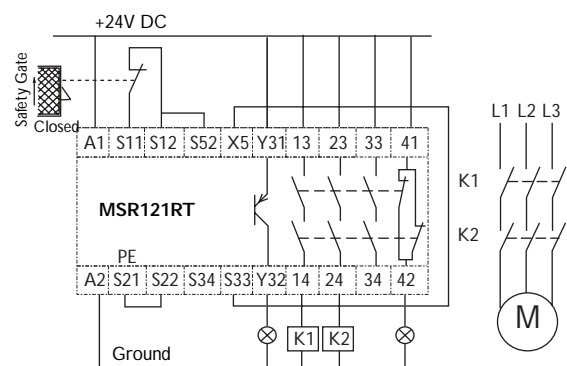 +24V DC
Safety Gate
Closed
A1 S11 S12 S52 X5 Y31 13 23 33 41
MSR121RT
PE
A2 S21 S22 S34 S33 Y32 14 24 34 42
K1 K2
Ground
L1 L2 L3
K1
K2
M